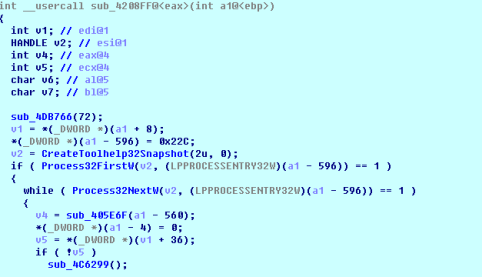 int __usercall sub_4208FF@<eax>(int a1@<ebp>)
{
int v1; // edi@1
HANDLE v2; // esi@1
int v4; // eax@4
int v5; // ecx@4
char v6; // al@5
char v7; // bl@5
sub_4DB766(72);
v1 = *(_DWORD *)(a1 + 8);
*(_DWORD *)(a1 - 596) = 0x22C;
v2 = CreateToolhelp32Snapshot(2u, 0);
if ( Process32FirstW(v2, (LPPROCESSENTRY32W)(a1 - 596)) == 1 )
{
while ( Process32NextW(v2, (LPPROCESSENTRY32W)(a1 - 596)) == 1 )
{
v4 = sub_405E6F(a1 - 560);
*(_DWORD *)(a1 - 4) = 0;
v5 = *(_DWORD *)(v1 + 36);
if ( !v5 )
sub_4C6299();